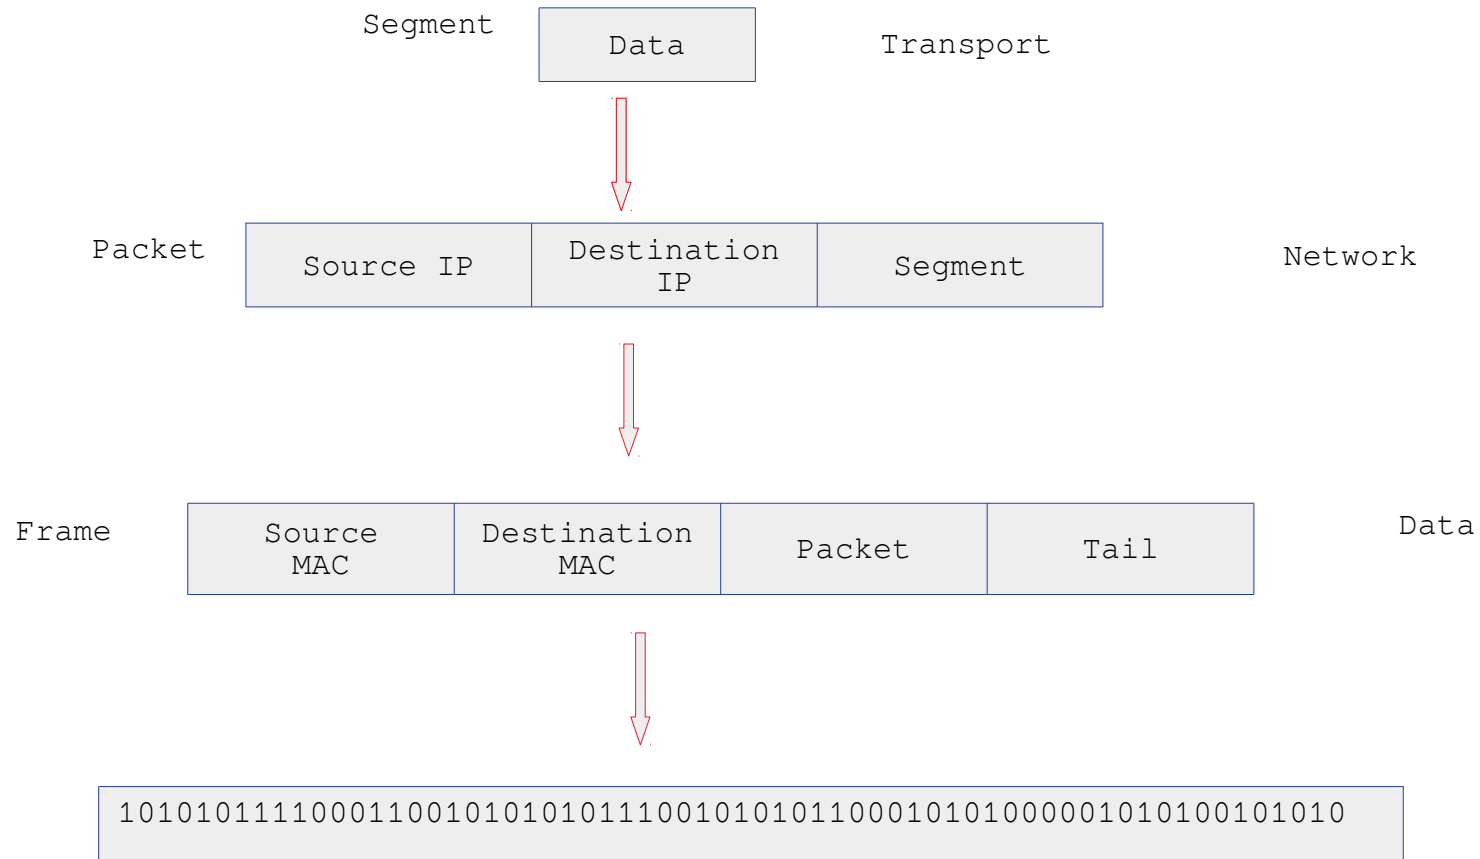 Segment
Data
Transport
Packet
Source IP
Destination
IP
Segment
Network
Frame
Source
MAC
Destination
MAC
Packet
Tail
Data
1010101111000110010101010111001010101100010101000001010100101010